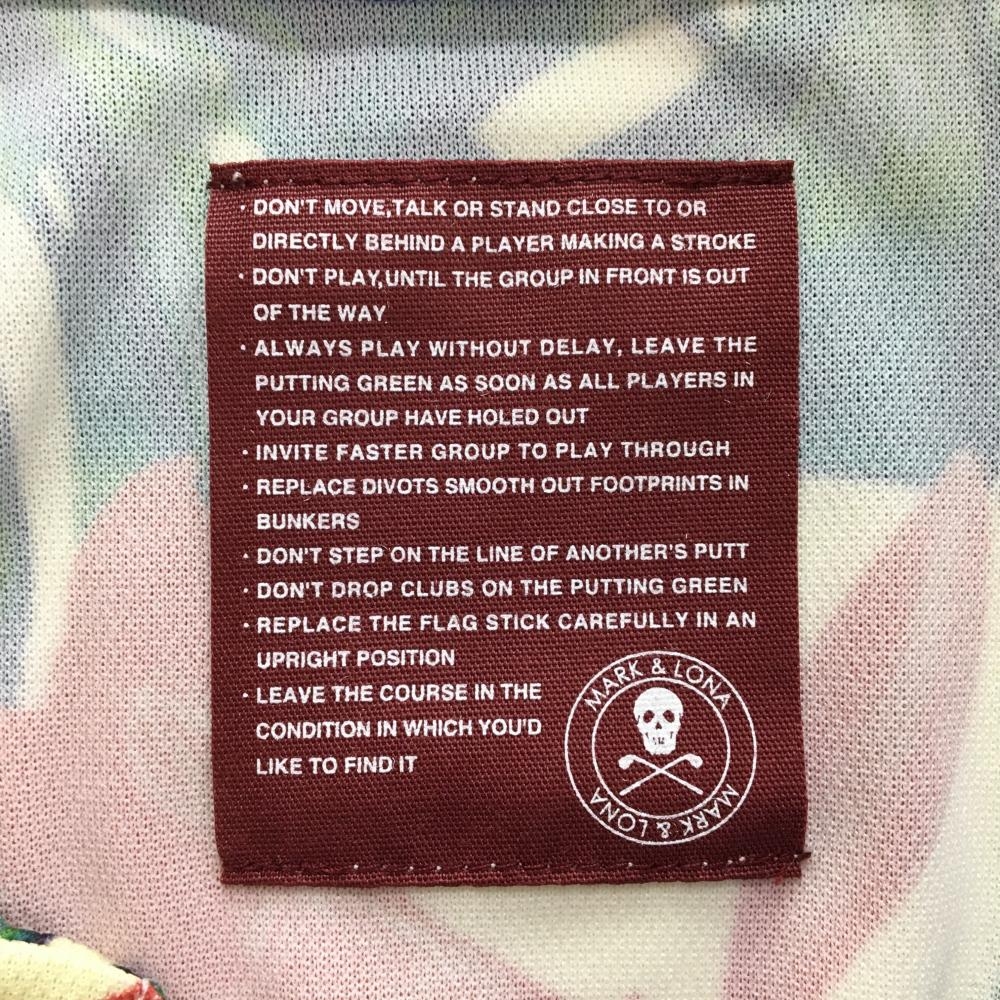 · DON'T MOVE,TALK OR STAND CLOSE TO OR
DIRECTLY BEHIND A PLAYER MAKING A STROKE
· DON'T PLAY,UNTIL THE GROUP IN FRONT IS OUT
OF THE WAY
· ALWAYS PLAY WITHOUT DELAY, LEAVE THE
PUTTING GREEN AS SOON AS ALL PLAYERS IN
YOUR GROUP HAVE HOLED OUT
· INVITE FASTER GROUP TO PLAY THROUGH
· REPLACE DIVOTS SMOOTH OUT FOOTPRINTS IN
BUNKERS
· DON'T STEP ON THE LINE OF ANOTHER'S PUTT
· DON'T DROP CLUBS ON THE PUTTING GREEN
· REPLACE THE FLAG STICK CAREFULLY IN AN
UPRIGHT POSITION
· LEAVE THE COURSE IN THE
CONDITION IN WHICH YOU'D
LIKE TO FIND IT
MARK & LONA
MARK & LONA